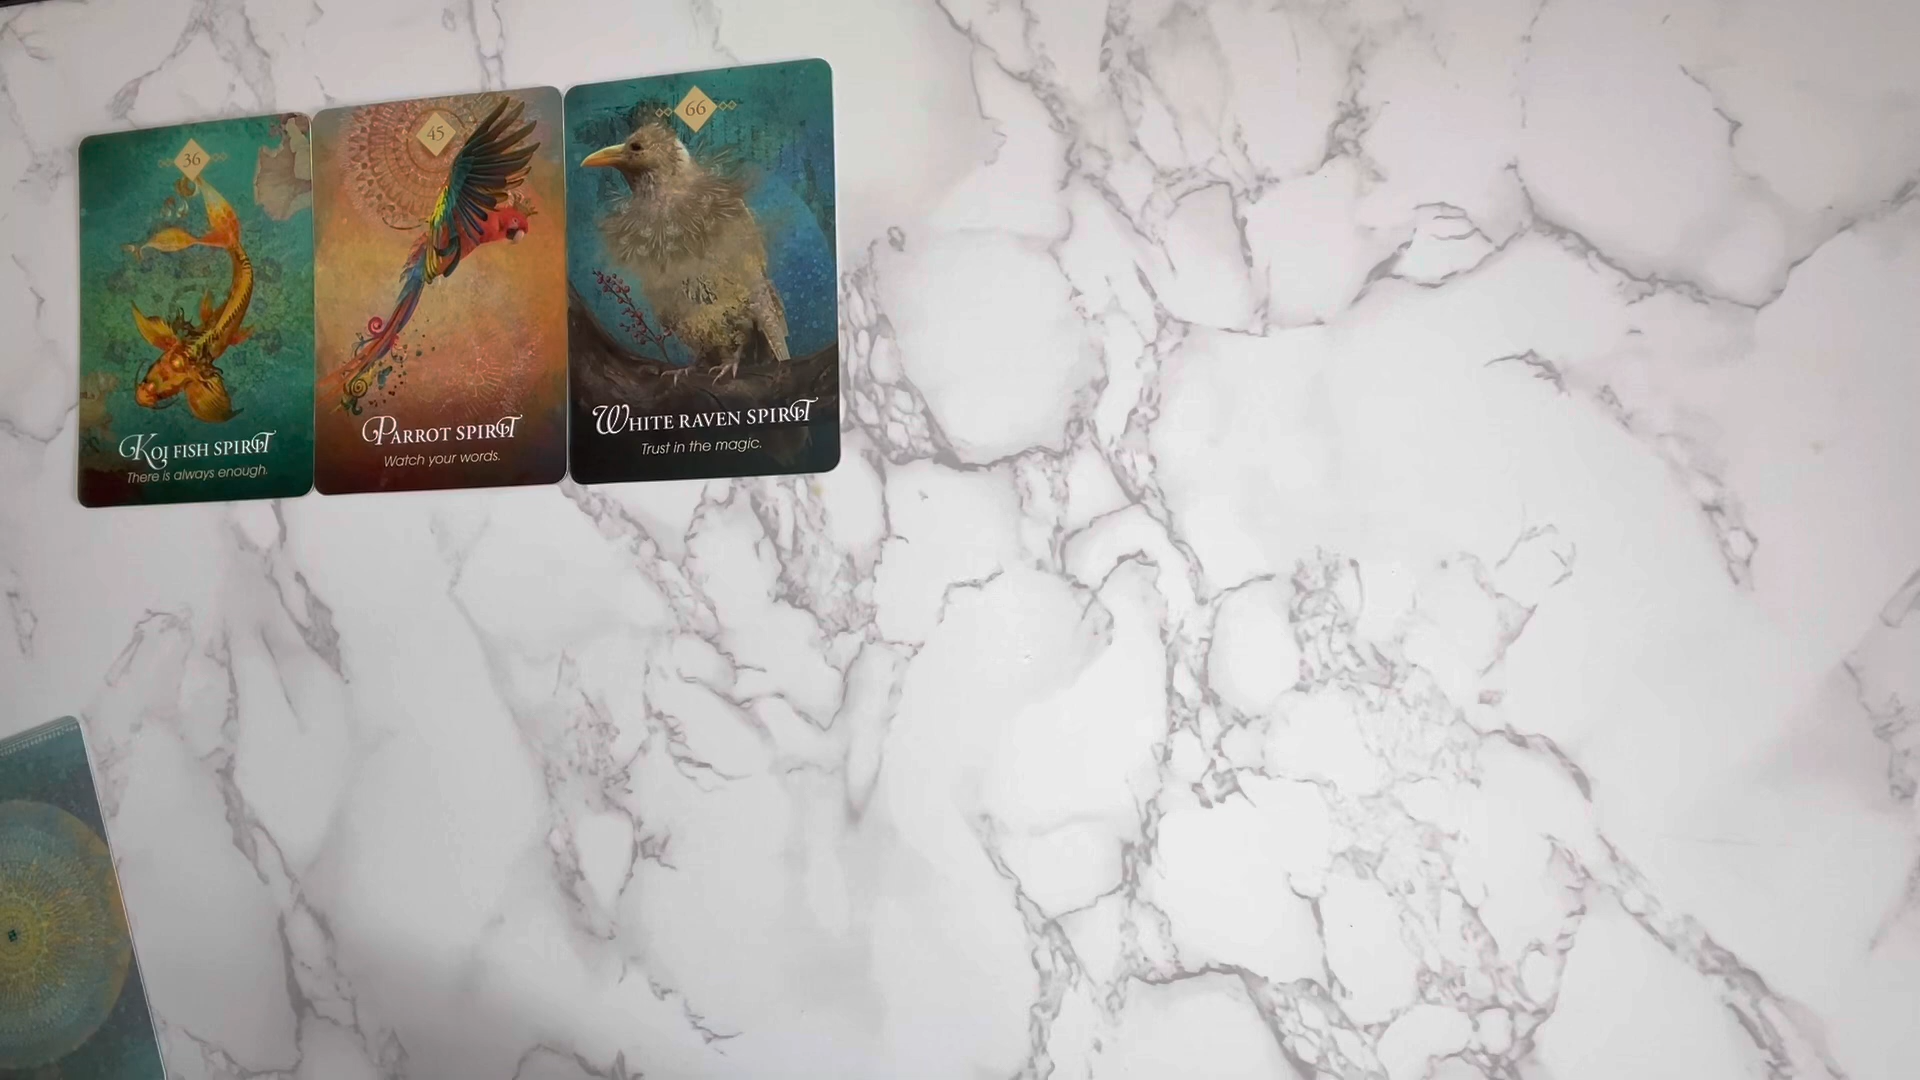 36
KOI FISH SPIRIT
There is always enough.
45
PARROT SPIRIT
Watch your words.
66
WHITE RAVEN SPIRIT
Trust in the magic.